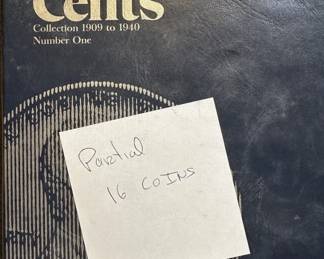 Cents
Collection 1909 to 1940
Number One
Partial
16 COINS